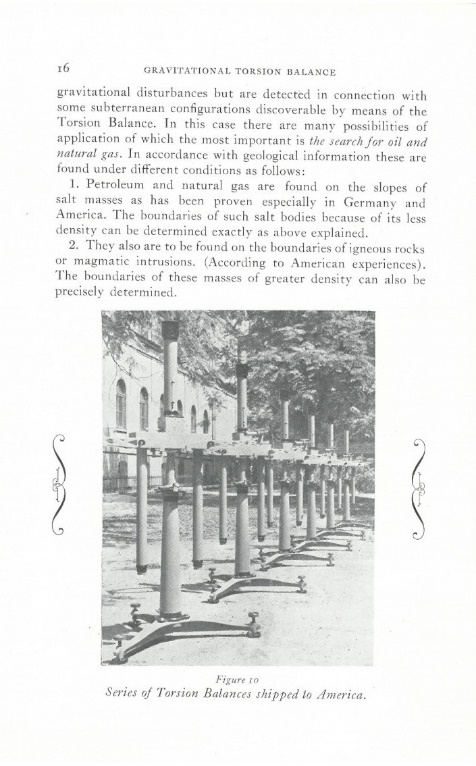 16 GRAVITATIONAL TORSION BALANCE
gravitational disturbances but are detected in connection with
some subterranean configurations discoverable by means of the
Torsion Balance. In this case there are many possibilities of
application of which the most important is the search for oil and
natural gas. In accordance with geological information these are
found under different conditions as follows:
1. Petroleum and natural gas are found on the slopes of
salt masses as has been proven especially in Germany and
America. The boundaries of such salt bodies because of its less
density can be determined exactly as above explained.
2. They also are to be found on the boundaries of igneous rocks
or magmatic intrusions. (According to American experiences).
The boundaries of these masses of greater density can also be
precisely determined.
Figure 10
Series of Torsion Balances shipped to America.